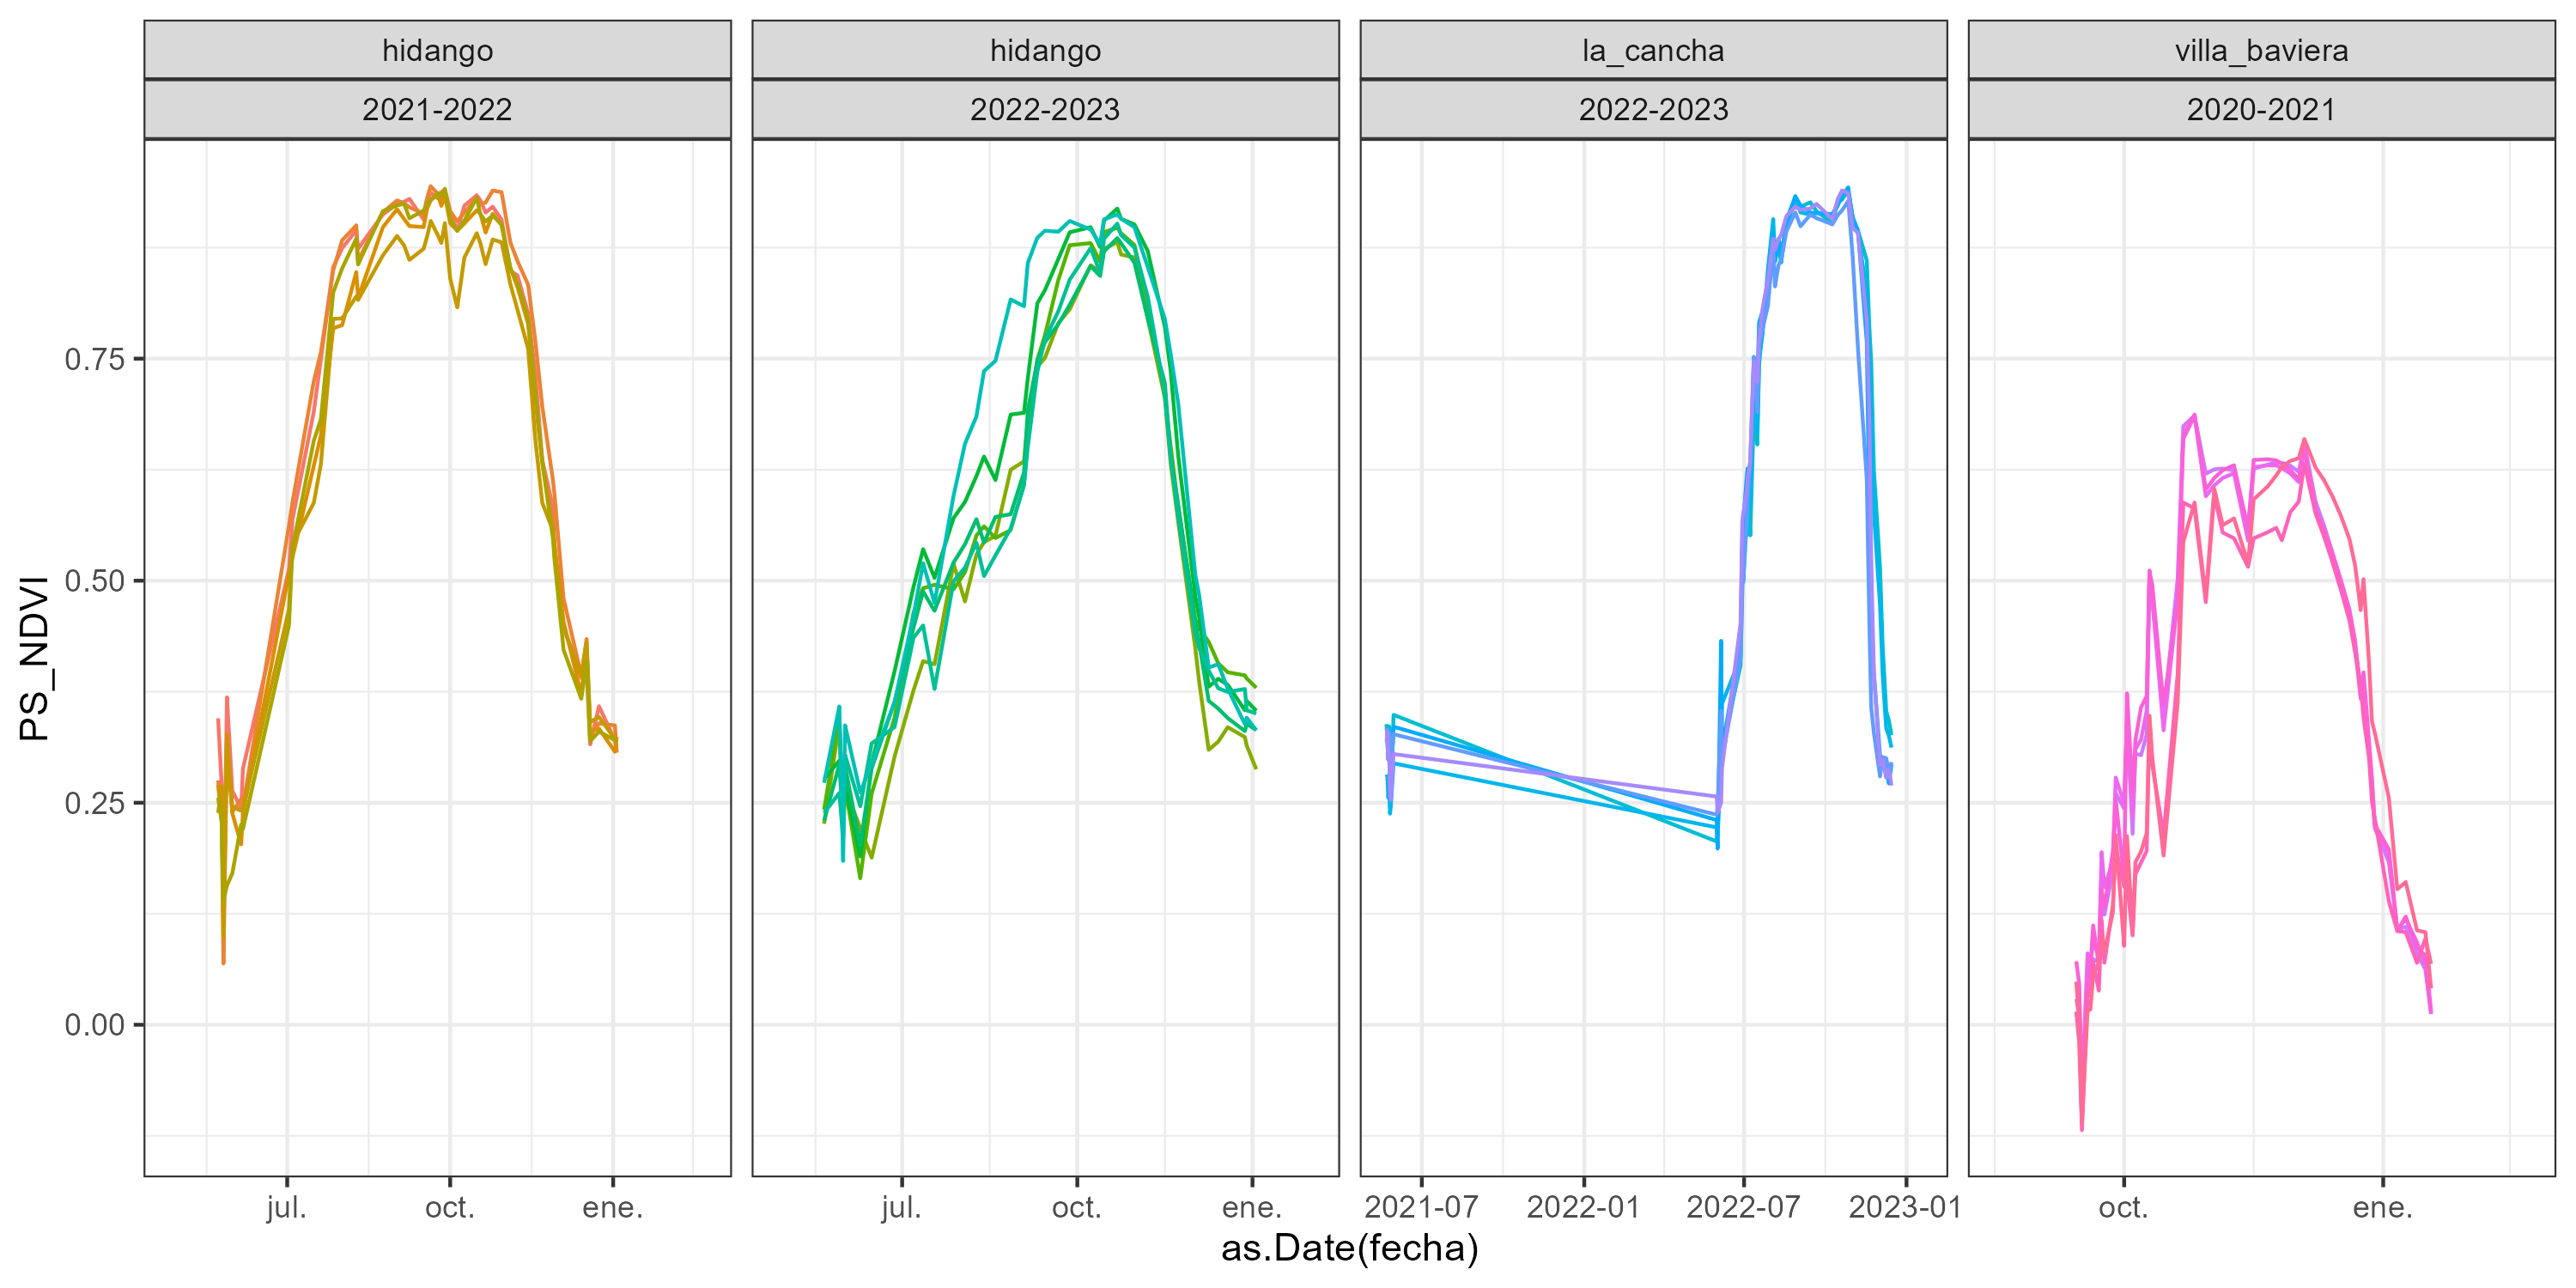 hidango hidango la_cancha villa_baviera
2021-2022 2022-2023 2022-2023 2020-2021
PS_NDVI
0.75
0.50
0.25
0.00
jul. oct. ene. jul. oct. ene. 2021-07 2022-01 2022-07 2023-01 oct. ene.
as.Date(fecha)